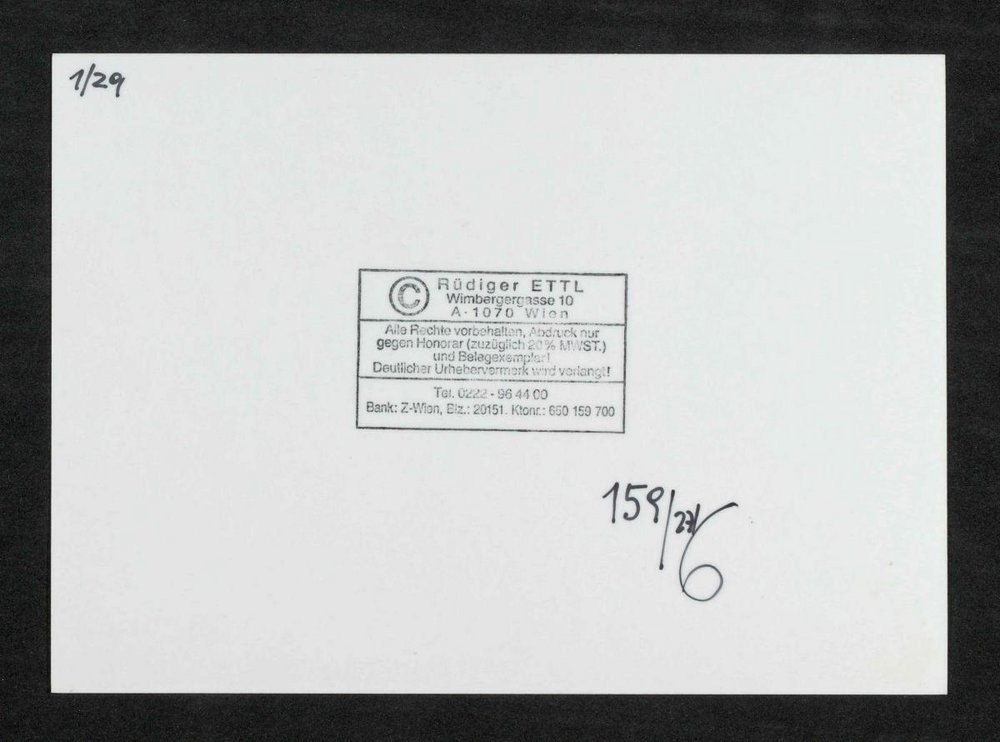 1/29
© Rüdiger ETTL
Wimbergergasse 10
A-1070 Wien
Alle Rechte vorbehalten, Abdruck nur
gegen Honorar (zuzüglich 20 % MWST.)
und Belegexemplar!
Deutlicher Urhebervermerk wird verlangt!
Tel. 0222 - 96 44 00
Bank: Z-Wien, Blz.: 20151. Ktonr.: 660 159 700
159/27/6